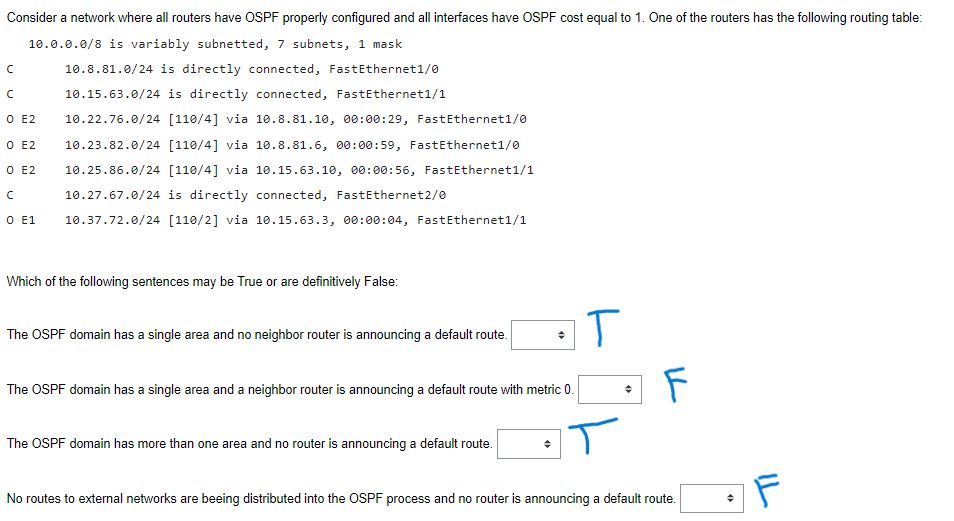 Consider a network where all routers have OSPF properly configured and all interfaces have OSPF cost equal to 1. One of the routers has the following routing table:
10.0.0.0/8 is variably subnetted, 7 subnets, 1 mask
C 10.8.81.0/24 is directly connected, FastEthernet1/0
C 10.15.63.0/24 is directly connected, FastEthernet1/1
O E2 10.22.76.0/24 [110/4] via 10.8.81.10, 00:00:29, FastEthernet1/0
O E2 10.23.82.0/24 [110/4] via 10.8.81.6, 00:00:59, FastEthernet1/0
O E2 10.25.86.0/24 [110/4] via 10.15.63.10, 00:00:56, FastEthernet1/1
C 10.27.67.0/24 is directly connected, FastEthernet2/0
O E1 10.37.72.0/24 [110/2] via 10.15.63.3, 00:00:04, FastEthernet1/1
Which of the following sentences may be True or are definitively False:
The OSPF domain has a single area and no neighbor router is announcing a default route. T
The OSPF domain has a single area and a neighbor router is announcing a default route with metric 0. F
The OSPF domain has more than one area and no router is announcing a default route. T
No routes to external networks are beeing distributed into the OSPF process and no router is announcing a default route. F